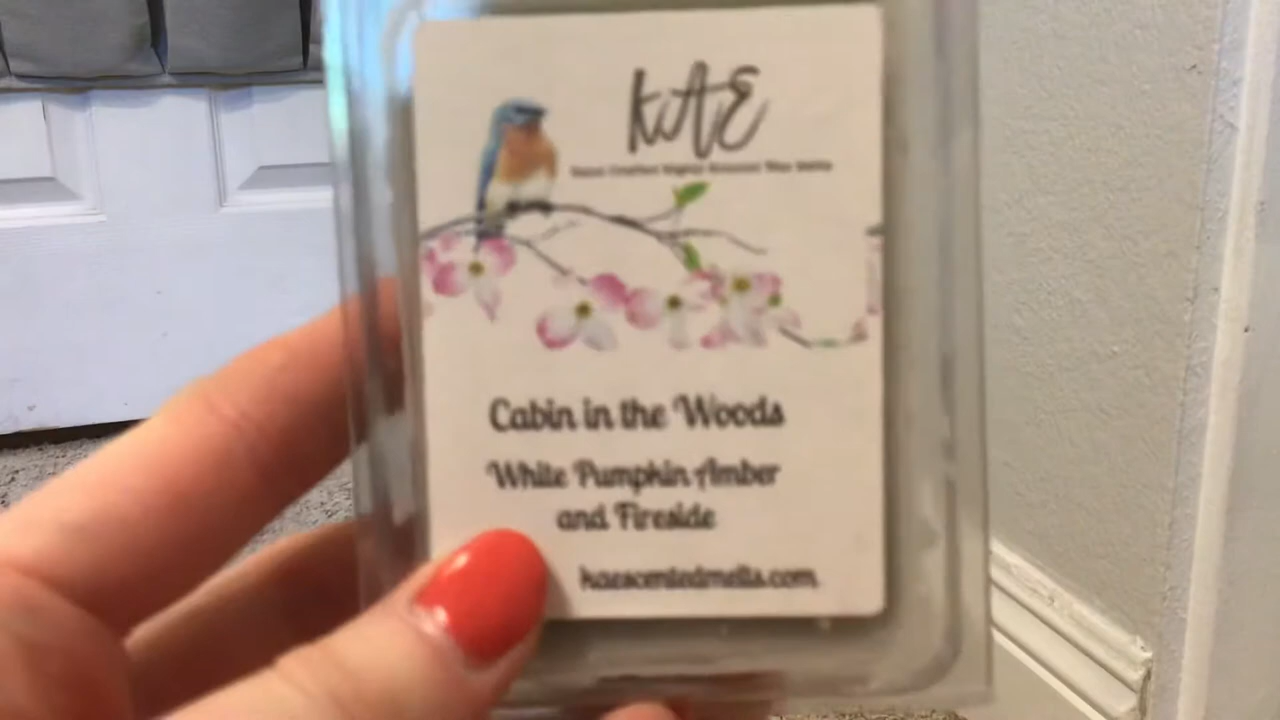 KAE
Cabin in the Woods
White Pumpkin Amber
and Fireside
kaescentedmelts.com